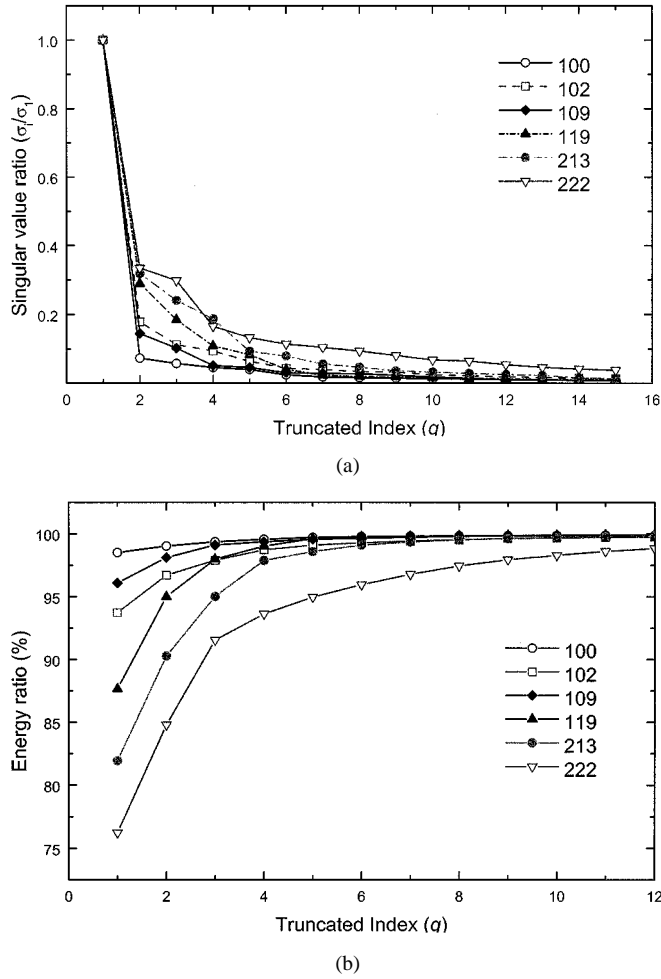 1.0
0.8
0.6
0.4
0.2
Singular value ratio (σi/σ1)
100
102
109
119
213
222
0 2 4 6 8 10 12 14 16
Truncated Index (q)
(a)
100
95
90
85
80
75
Energy ratio (%)
100
102
109
119
213
222
0 2 4 6 8 10 12
Truncated Index (q)
(b)